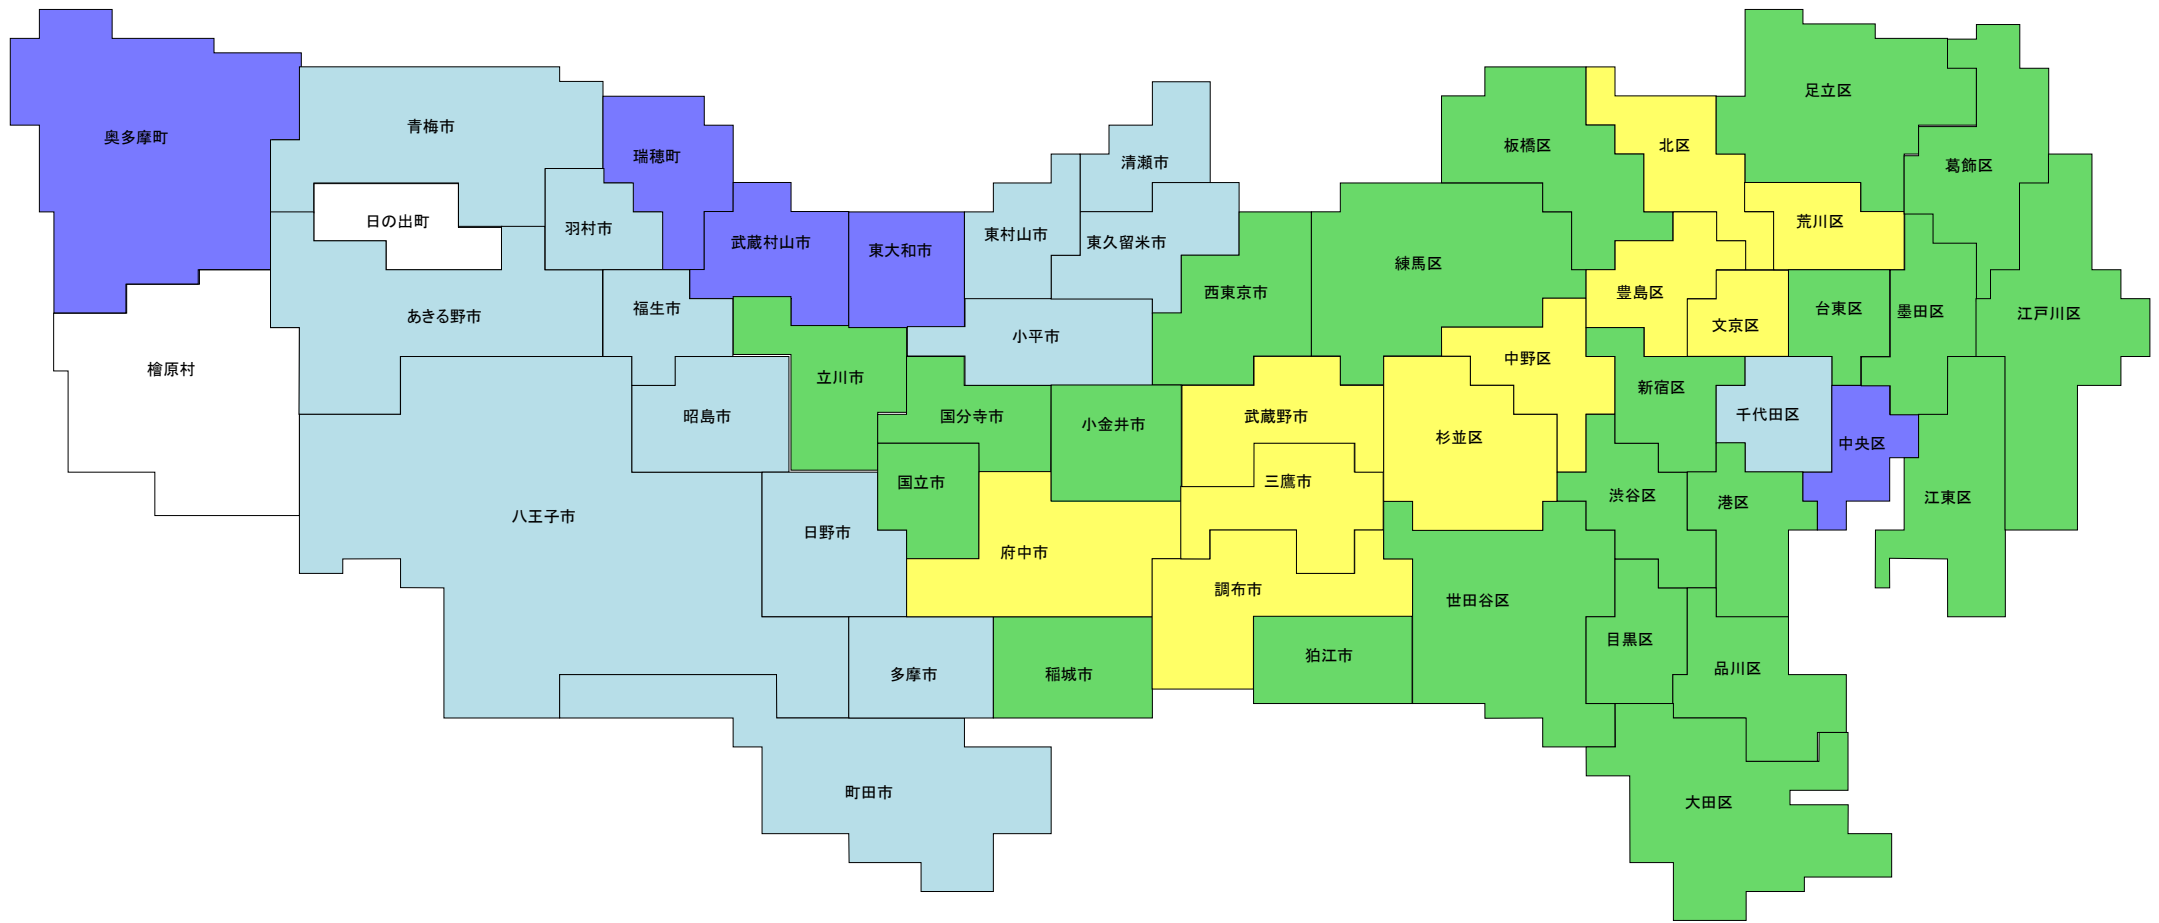 足立区
青梅市
奥多摩町
板橋区
北区
瑞穂町
清瀬市
葛飾区
日の出町
羽村市
荒川区
東村山市
武蔵村山市
東久留米市
東大和市
練馬区
西東京市
豊島区
福生市
台東区
墨田区
江戸川区
あきる野市
文京区
小平市
中野区
檜原村
立川市
新宿区
千代田区
昭島市
国分寺市
武蔵野市
小金井市
杉並区
中央区
三鷹市
国立市
渋谷区
江東区
港区
八王子市
日野市
府中市
調布市
世田谷区
目黒区
狛江市
品川区
多摩市
稲城市
町田市
大田区